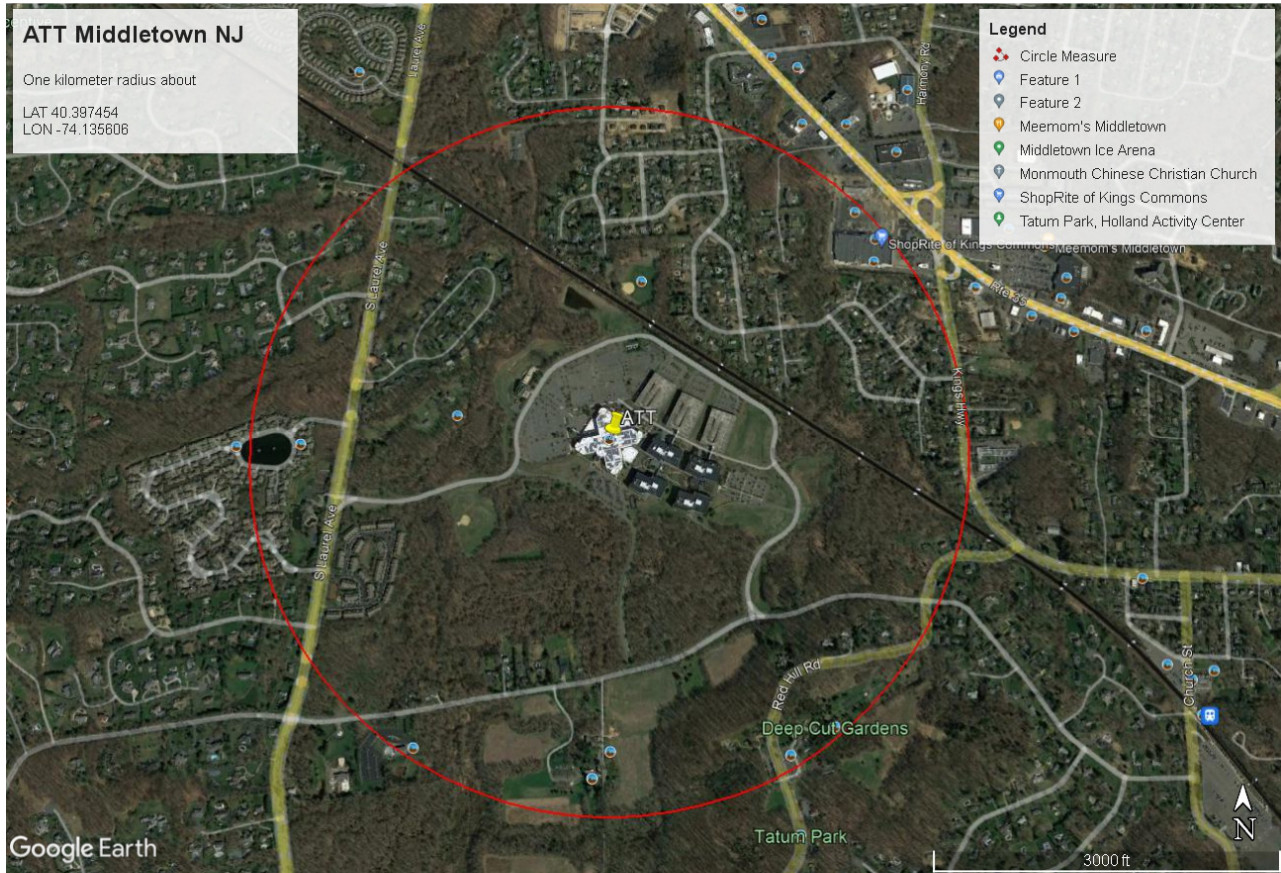 ATT Middletown NJ
One kilometer radius about
LAT 40.397454
LON -74.135606
Legend
Circle Measure
Feature 1
Feature 2
Meemom's Middletown
Middletown Ice Arena
Monmouth Chinese Christian Church
ShopRite of Kings Commons
Tatum Park, Holland Activity Center
Laurel Ave
Harmony Rd
S Laurel Ave
ShopRite of Kings Commons
Meemom's Middletown
Rte 35
Kings Hwy
ATT
S Laurel Ave
Red Hill Rd
Church St
Deep Cut Gardens
Tatum Park
N
Google Earth
3000 ft